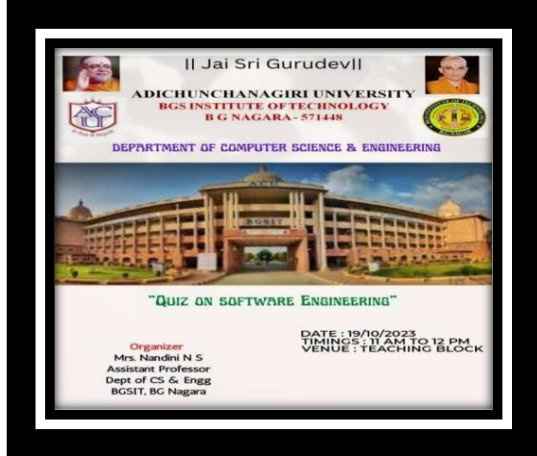 || Jai Sri Gurudev||
ADICHUNCHANAGIRI UNIVERSITY
BGS INSTITUTE OF TECHNOLOGY
B G NAGARA- 571448
DEPARTMENT OF COMPUTER SCIENCE & ENGINEERING
ACU
BGSIT
"QUIZ ON SOFTWARE ENGINEERING"
Organizer
Mrs. Nandini N S
Assistant Professor
Dept of CS & Engg
BGSIT, BG Nagara
DATE : 19/10/2023
TIMINGS : 11 AM TO 12 PM
VENUE : TEACHING BLOCK